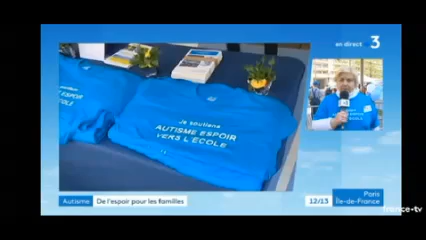 en direct 3
Je soutiens
AUTISME ESPOIR
VERS L'ÉCOLE
Autisme De l'espoir pour les familles
12/13
Paris
Île-de-France
france•tv